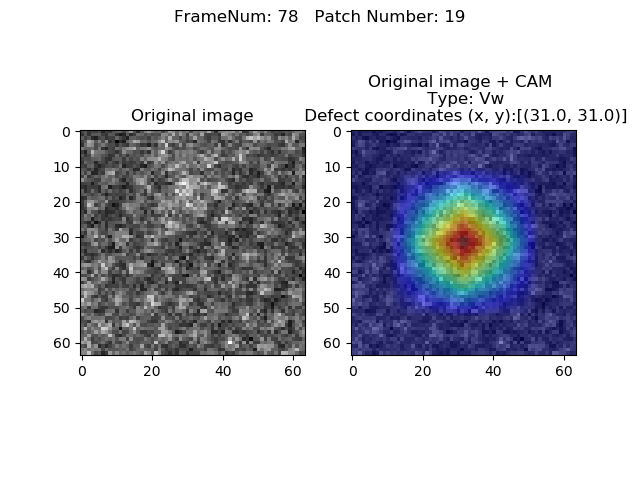 FrameNum: 78   Patch Number: 19
Original image
0
10
20
30
40
50
60
0 20 40 60
Original image + CAM
Type: Vw
Defect coordinates (x, y):[(31.0, 31.0)]
0
10
20
30
40
50
60
0 20 40 60